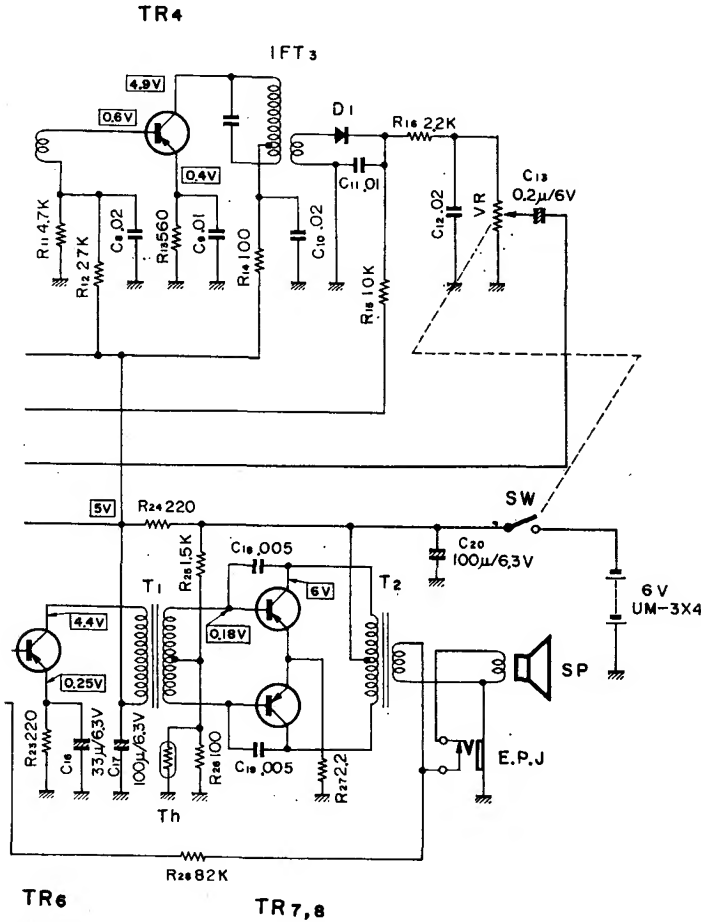 TR4
IFT3
4.9V
0.6V
0.4V
D1
R16 2.2K
C11 .01
C13
0.2μ/6V
VR
C12 .02
R11 4.7K
R12 27K
C8 .02
R13 560
C9 .01
R14 100
C10 .02
R15 10K
5V
R24 220
SW
R25 1.5K
C18 .005
C20
100μ/6.3V
T1
T2
6V
6V
UM-3X4
4.4V
0.18V
SP
0.25V
R23 220
C16
33μ/6.3V
C17
100μ/6.3V
Th
R26 100
C19 .005
R27 2.2
E.P.J
R28 82K
TR6
TR7,8